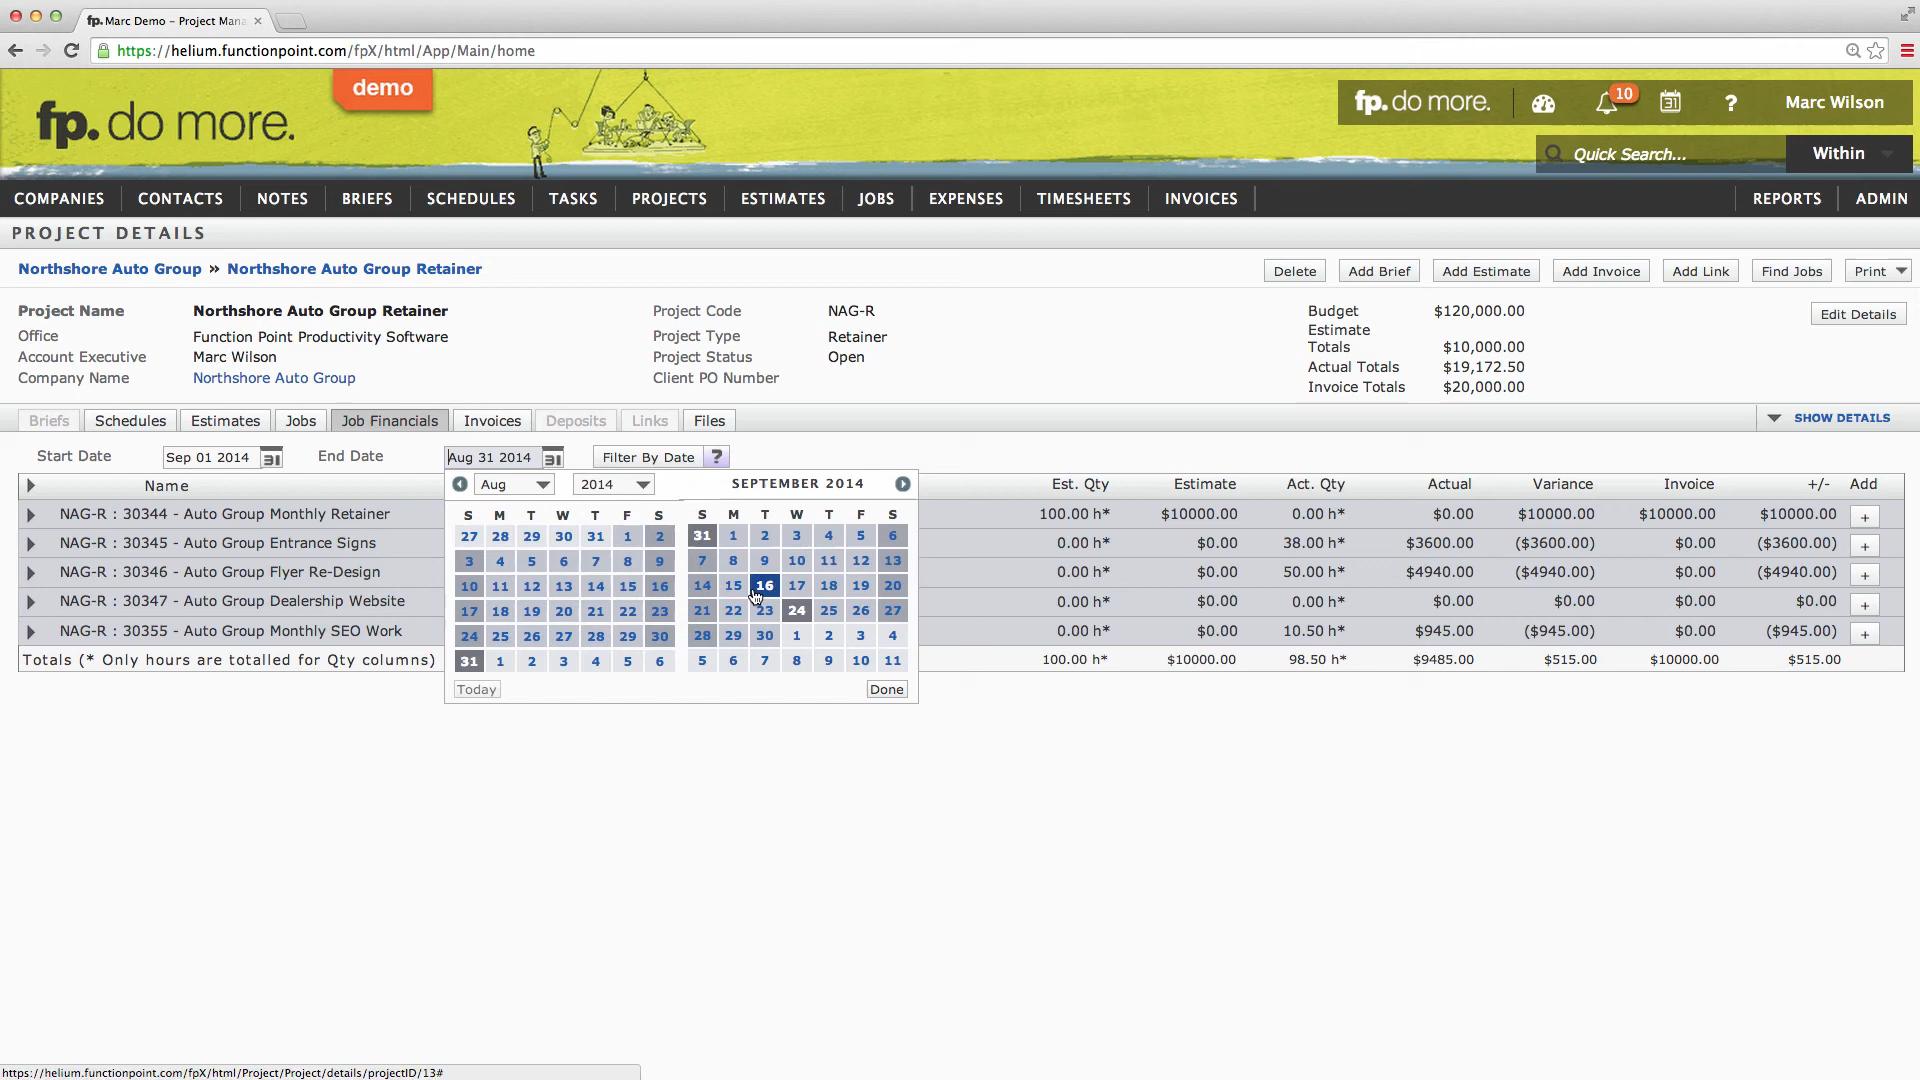 fp. Marc Demo – Project Mana ×
https://helium.functionpoint.com/fpX/html/App/Main/home
fp. do more.
demo
fp. do more. 10 31 ? Marc Wilson
Quick Search... Within
COMPANIES CONTACTS NOTES BRIEFS SCHEDULES TASKS PROJECTS ESTIMATES JOBS EXPENSES TIMESHEETS INVOICES REPORTS ADMIN
PROJECT DETAILS
Northshore Auto Group » Northshore Auto Group Retainer Delete Add Brief Add Estimate Add Invoice Add Link Find Jobs Print
Project Name Northshore Auto Group Retainer Project Code NAG-R Budget $120,000.00 Edit Details
Office Function Point Productivity Software Project Type Retainer Estimate Totals $10,000.00
Account Executive Marc Wilson Project Status Open Actual Totals $19,172.50
Company Name Northshore Auto Group Client PO Number Invoice Totals $20,000.00
Briefs Schedules Estimates Jobs Job Financials Invoices Deposits Links Files SHOW DETAILS
Start Date Sep 01 2014 31 End Date Aug 31 2014 31 Filter By Date ?
Name Est. Qty Estimate Act. Qty Actual Variance Invoice +/- Add
NAG-R : 30344 - Auto Group Monthly Retainer 100.00 h* $10000.00 0.00 h* $0.00 $10000.00 $10000.00 $10000.00 +
NAG-R : 30345 - Auto Group Entrance Signs 0.00 h* $0.00 38.00 h* $3600.00 ($3600.00) $0.00 ($3600.00) +
NAG-R : 30346 - Auto Group Flyer Re-Design 0.00 h* $0.00 50.00 h* $4940.00 ($4940.00) $0.00 ($4940.00) +
NAG-R : 30347 - Auto Group Dealership Website 0.00 h* $0.00 0.00 h* $0.00 $0.00 $0.00 $0.00 +
NAG-R : 30355 - Auto Group Monthly SEO Work 0.00 h* $0.00 10.50 h* $945.00 ($945.00) $0.00 ($945.00) +
Totals (* Only hours are totalled for Qty columns) 100.00 h* $10000.00 98.50 h* $9485.00 $515.00 $10000.00 $515.00
Aug 2014 SEPTEMBER 2014
S M T W T F S S M T W T F S
27 28 29 30 31 1 2 31 1 2 3 4 5 6
3 4 5 6 7 8 9 7 8 9 10 11 12 13
10 11 12 13 14 15 16 14 15 16 17 18 19 20
17 18 19 20 21 22 23 21 22 23 24 25 26 27
24 25 26 27 28 29 30 28 29 30 1 2 3 4
31 1 2 3 4 5 6 5 6 7 8 9 10 11
Today Done
https://helium.functionpoint.com/fpX/html/Project/Project/details/projectID/13#